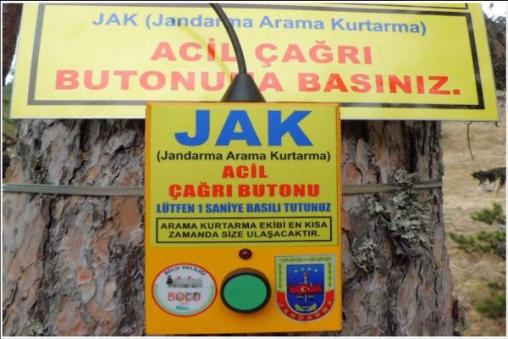 JAK (Jandarma Arama Kurtarma)
ACİL ÇAĞRI
BUTONUNA BASINIZ.
JAK
(Jandarma Arama Kurtarma)
ACİL
ÇAĞRI BUTONU
LÜTFEN 1 SANİYE BASILI TUTUNUZ
ARAMA KURTARMA EKİBİ EN KISA
ZAMANDA SİZE ULAŞACAKTIR.
BOLU VALİLİĞİ
BOLU
JANDARMA